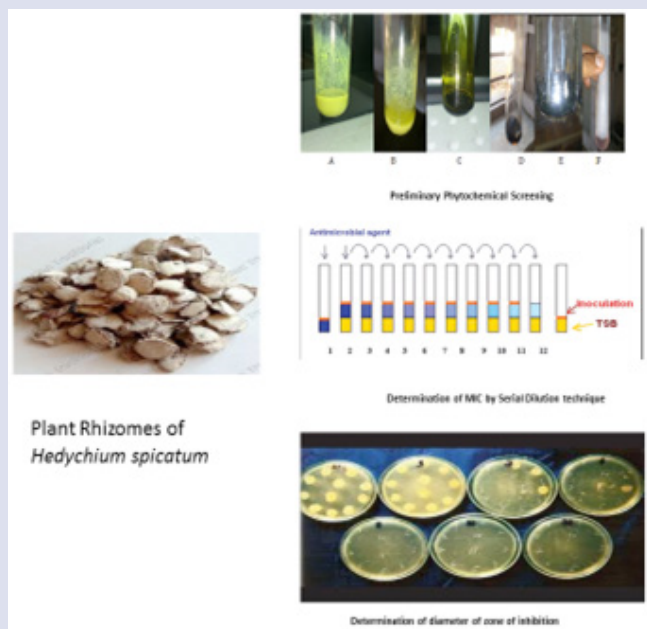 A B C D E F
Preliminary Phytochemical Screening
Antimicrobial agent
Inoculation
TSB
1 2 3 4 5 6 7 8 9 10 11 12
Determination of MIC by Serial Dilution technique
Plant Rhizomes of
Hedychium spicatum
Determination of diameter of zone of inhibition